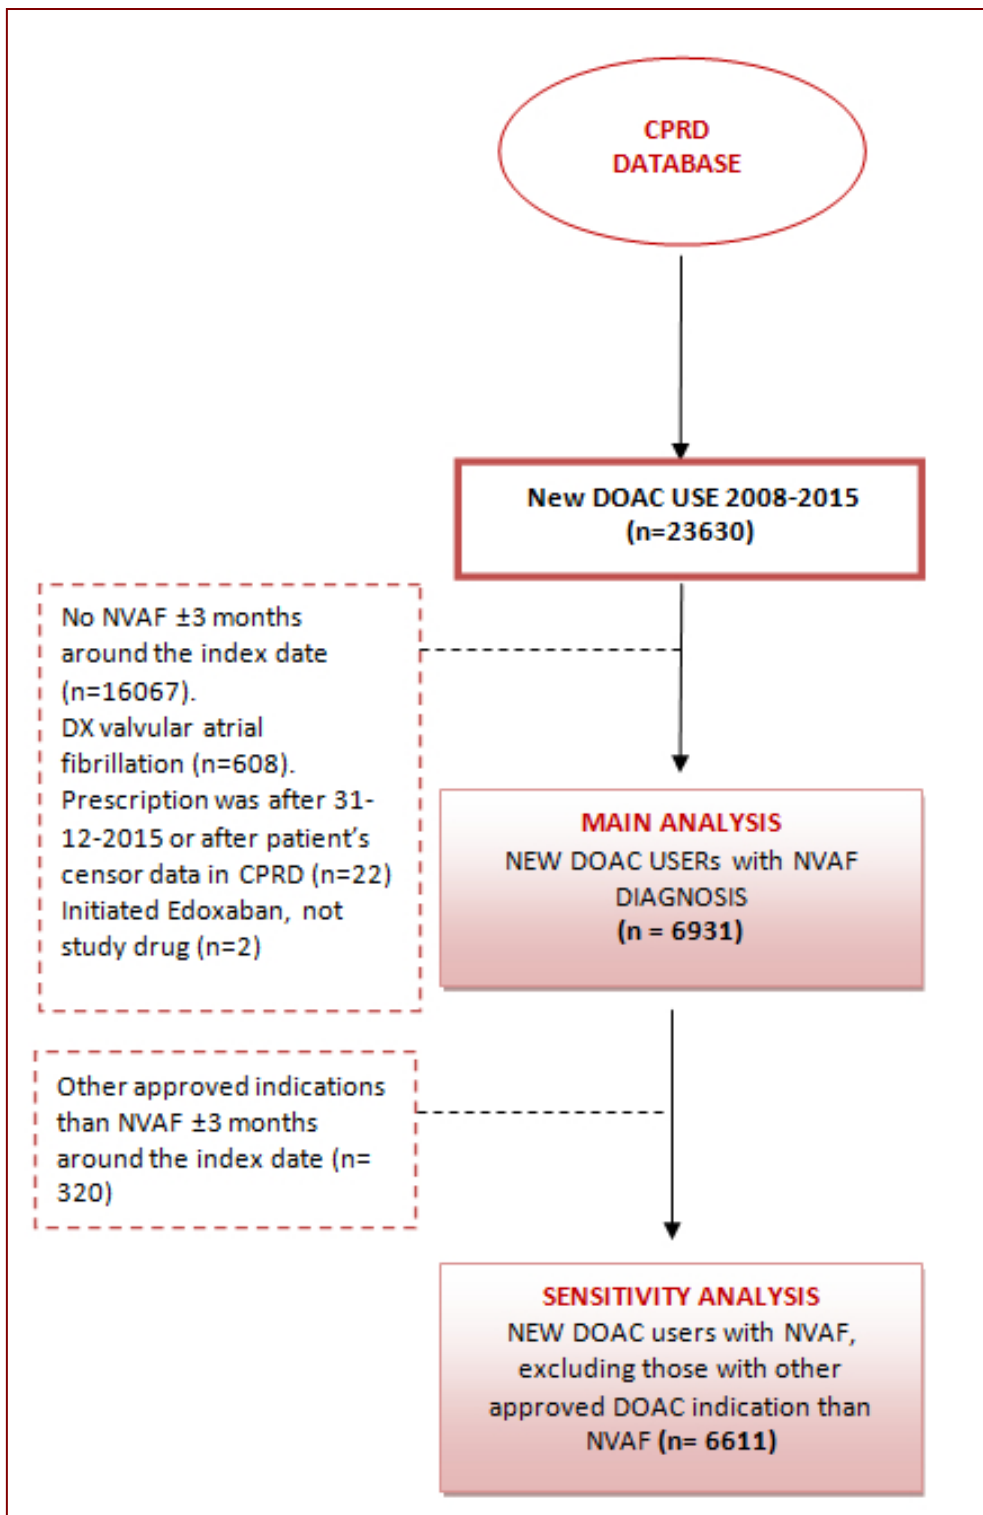 CPRD
DATABASE
New DOAC USE 2008-2015
(n=23630)
No NVAF ±3 months
around the index date
(n=16067).
DX valvular atrial
fibrillation (n=608).
Prescription was after 31-
12-2015 or after patient’s
censor data in CPRD (n=22)
Initiated Edoxaban, not
study drug (n=2)
MAIN ANALYSIS
NEW DOAC USERs with NVAF
DIAGNOSIS
(n = 6931)
Other approved indications
than NVAF ±3 months
around the index date (n=
320)
SENSITIVITY ANALYSIS
NEW DOAC users with NVAF,
excluding those with other
approved DOAC indication than
NVAF (n= 6611)